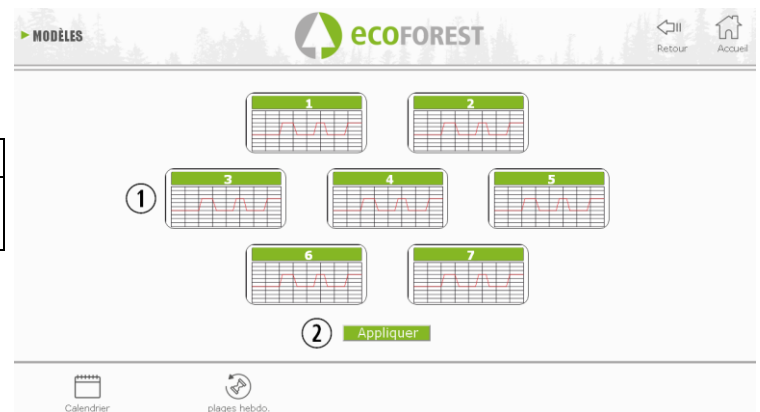 MODÈLES
ecoFOREST
Retour
Accueil
1
2
1
3
4
5
6
7
2
Appliquer
Calendrier
plages hebdo.